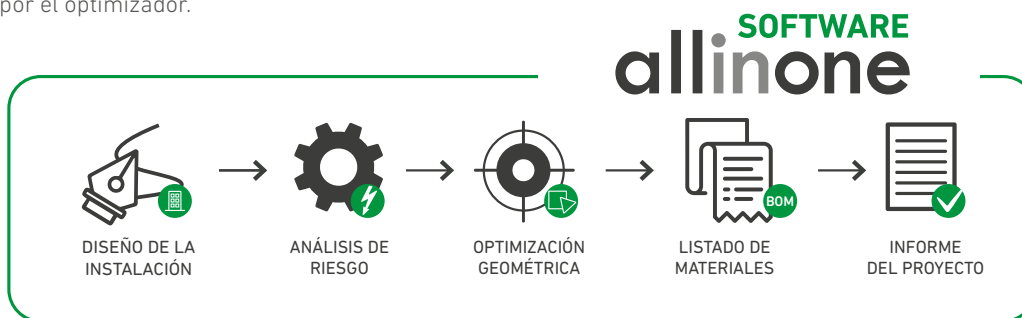 por el optimizador.
SOFTWARE
allinone
BOM
DISEÑO DE LA
INSTALACIÓN
ANÁLISIS DE
RIESGO
OPTIMIZACIÓN
GEOMÉTRICA
LISTADO DE
MATERIALES
INFORME
DEL PROYECTO